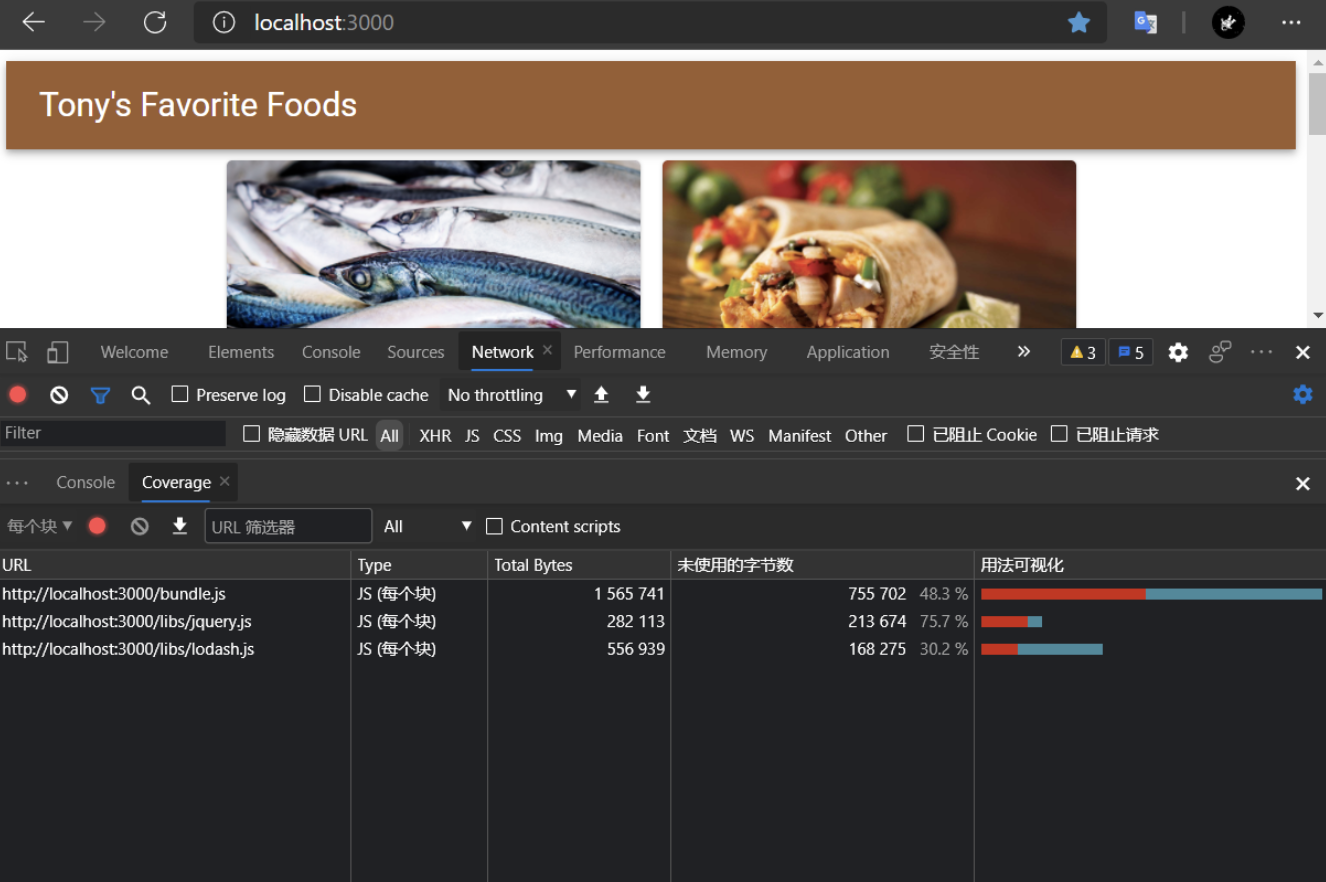 localhost:3000
Tony's Favorite Foods
Welcome Elements Console Sources Network Performance Memory Application 安全性 3 5
Preserve log Disable cache No throttling
Filter 隐藏数据 URL All XHR JS CSS Img Media Font 文档 WS Manifest Other 已阻止 Cookie 已阻止请求
Console Coverage
每个块 URL 筛选器 All Content scripts
URL Type Total Bytes 未使用的字节数 用法可视化
http://localhost:3000/bundle.js JS (每个块) 1 565 741 755 702 48.3 %
http://localhost:3000/libs/jquery.js JS (每个块) 282 113 213 674 75.7 %
http://localhost:3000/libs/lodash.js JS (每个块) 556 939 168 275 30.2 %